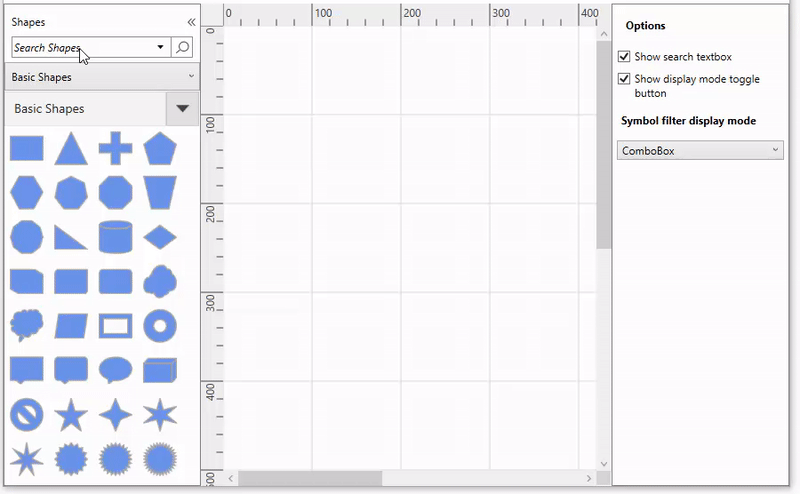 Shapes
Search Shapes
Basic Shapes
Basic Shapes
0 100 200 300 400
0
100
200
300
400
Options
Show search textbox
Show display mode toggle
button
Symbol filter display mode
ComboBox